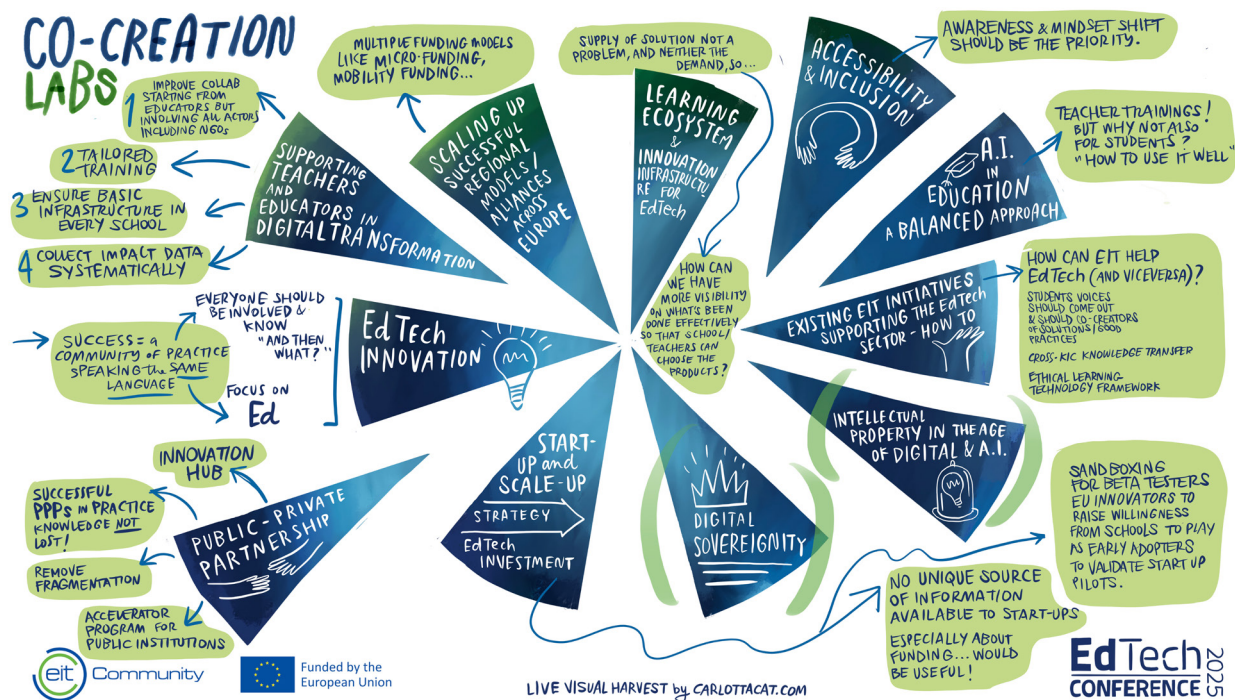 CO-CREATION
LABS
1 IMPROVE COLLAB
STARTING FROM
EDUCATORS BUT
INVOLVING ALL ACTORS
INCLUDING NGOs
2 TAILORED
TRAINING
3 ENSURE BASIC
INFRASTRUCTURE IN
EVERY SCHOOL
4 COLLECT IMPACT DATA
SYSTEMATICALLY
SUPPORTING
TEACHERS
AND
EDUCATORS IN
DIGITAL TRANSFORMATION
MULTIPLE FUNDING MODELS
LIKE MICRO-FUNDING,
MOBILITY FUNDING...
SCALING UP
SUCCESSFUL
REGIONAL
MODELS/
ALLIANCES
ACROSS
EUROPE
SUPPLY OF SOLUTION NOT A
PROBLEM, AND NEITHER THE
DEMAND, SO...
LEARNING
ECOSYSTEM
&
INNOVATION
INFRASTRUCTU
RE FOR
EdTech
HOW CAN
WE HAVE
MORE VISIBILITY
ON WHAT'S BEEN
DONE EFFECTIVELY
SO THAT SCHOOL/
TEACHERS CAN
CHOOSE THE
PRODUCTS?
ACCESSIBILITY
& INCLUSION
AWARENESS & MINDSET SHIFT
SHOULD BE THE PRIORITY.
A.I.
IN
EDUCATION
A BALANCED APPROACH
TEACHER TRAININGS!
BUT WHY NOT ALSO
FOR STUDENTS?
"HOW TO USE IT WELL"
EXISTING EIT INITIATIVES
SUPPORTING THE EdTech
SECTOR - HOW TO
HOW CAN EIT HELP
EdTech (AND VICEVERSA)?
STUDENTS VOICES
SHOULD COME OUT
& SHOULD CO-CREATORS
OF SOLUTIONS/GOOD
PRACTICES
CROSS-KIC KNOWLEDGE TRANSFER
ETHICAL LEARNING
TECHNOLOGY FRAMEWORK
INTELLECTUAL
PROPERTY IN THE AGE
OF DIGITAL & A.I.
DIGITAL
SOVEREIGNITY
START-
UP and
SCALE-UP
STRATEGY
EdTech
INVESTMENT
NO UNIQUE SOURCE
OF INFORMATION
AVAILABLE TO START-UPS
ESPECIALLY ABOUT
FUNDING... WOULD
BE USEFUL!
SANDBOXING
FOR BETA TESTERS
EU INNOVATORS TO
RAISE WILLINGNESS
FROM SCHOOLS TO PLAY
AS EARLY ADOPTERS
TO VALIDATE START UP
PILOTS.
EdTech
INNOVATION
EVERYONE SHOULD
BE INVOLVED &
KNOW
"AND THEN
WHAT?"
SUCCESS = a
COMMUNITY OF PRACTICE
SPEAKING the SAME
LANGUAGE
FOCUS ON
Ed
PUBLIC-PRIVATE
PARTNERSHIP
INNOVATION
HUB
SUCCESSFUL
PPPs IN PRACTICE
KNOWLEDGE NOT
LOST!
REMOVE
FRAGMENTATION
ACCELERATOR
PROGRAM FOR
PUBLIC INSTITUTIONS
eit Community
Funded by the
European Union
LIVE VISUAL HARVEST by CARLOTTACAT.COM
EdTech
CONFERENCE
2025